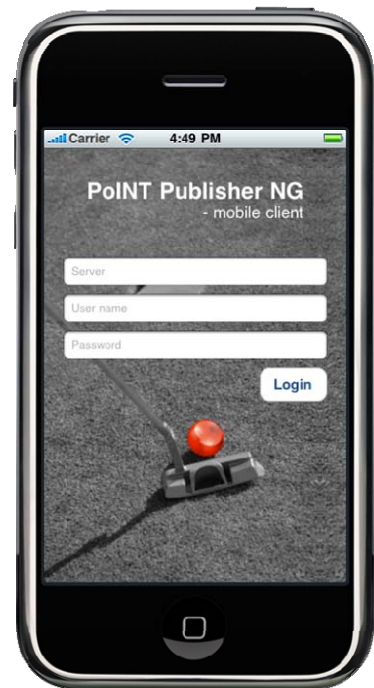 Carrier 4:49 PM
PoINT Publisher NG
- mobile client
Server
User name
Password
Login